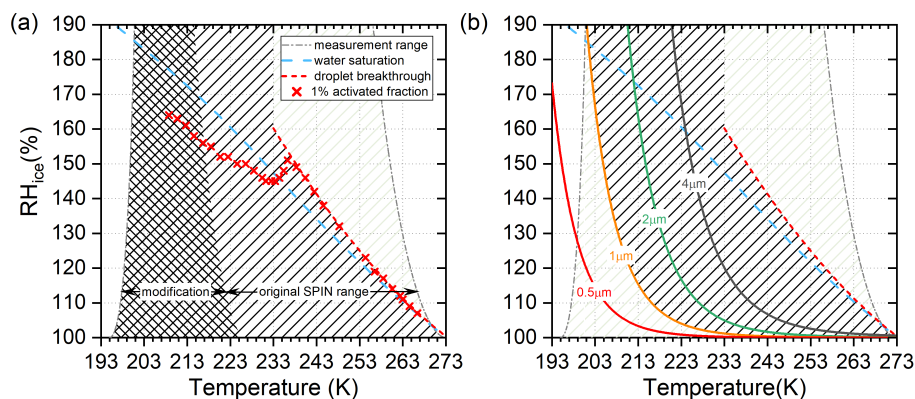 (a)
190
180
170
160
150
140
130
120
110
100
RH_ice(%)
measurement range
water saturation
droplet breakthrough
1% activated fraction
modification
original SPIN range
193 203 213 223 233 243 253 263 273
Temperature (K)
(b)
190
180
170
160
150
140
130
120
110
100
4μm
2μm
1μm
0.5μm
193 203 213 223 233 243 253 263 273
Temperature(K)